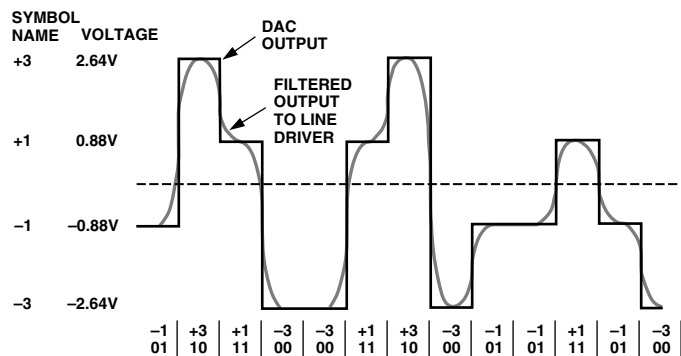 SYMBOL
NAME VOLTAGE
DAC
OUTPUT
+3 2.64V
FILTERED
OUTPUT
TO LINE
DRIVER
+1 0.88V
–1 –0.88V
–3 –2.64V
–1 +3 +1 –3 –3 +1 +3 –3 –1 –1 +1 –1 –3
01 10 11 00 00 11 10 00 01 01 11 01 00